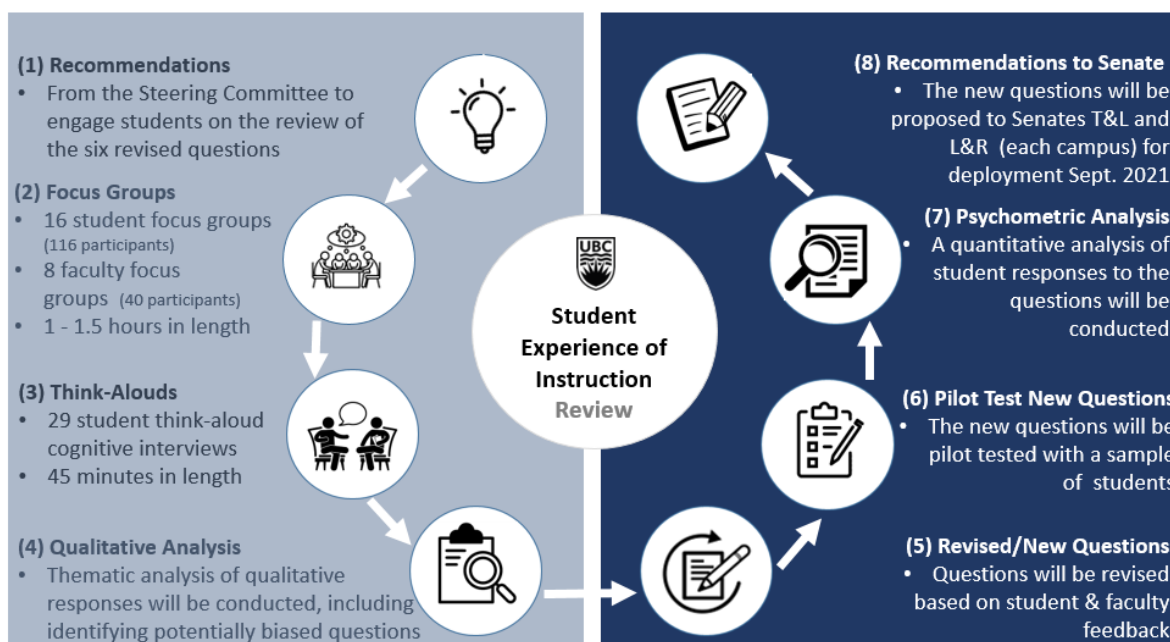 (1) Recommendations
• From the Steering Committee to
engage students on the review of
the six revised questions
(2) Focus Groups
• 16 student focus groups
(116 participants)
• 8 faculty focus
groups (40 participants)
• 1 - 1.5 hours in length
(3) Think-Alouds
• 29 student think-aloud
cognitive interviews
• 45 minutes in length
(4) Qualitative Analysis
• Thematic analysis of qualitative
responses will be conducted, including
identifying potentially biased questions
UBC
Student
Experience of
Instruction
Review
(8) Recommendations to Senate
• The new questions will be
proposed to Senates T&L and
L&R (each campus) for
deployment Sept. 2021
(7) Psychometric Analysis
• A quantitative analysis of
student responses to the
questions will be
conducted
(6) Pilot Test New Questions
• The new questions will be
pilot tested with a sample
of students
(5) Revised/New Questions
• Questions will be revised
based on student & faculty
feedback